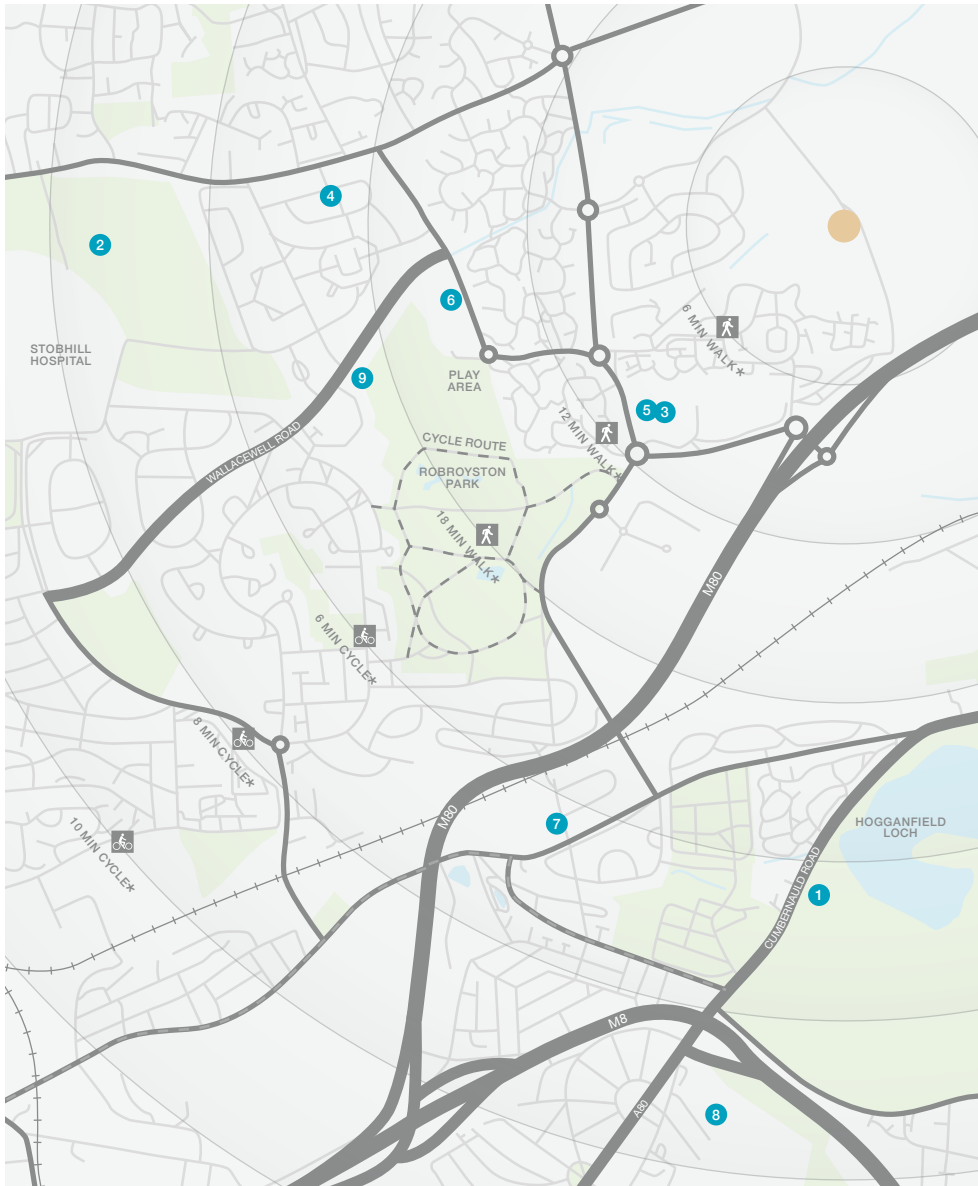 4
2
6 MIN WALK*
6
STOBHILL
HOSPITAL
PLAY
AREA
9
5
3
12 MIN WALK*
CYCLE ROUTE
WALLACEWELL ROAD
ROBROYSTON
PARK
18 MIN WALK*
M80
6 MIN CYCLE*
8 MIN CYCLE*
M80
7
HOGGANFIELD
LOCH
10 MIN CYCLE*
1
CUMBERNAULD ROAD
M8
A80
8